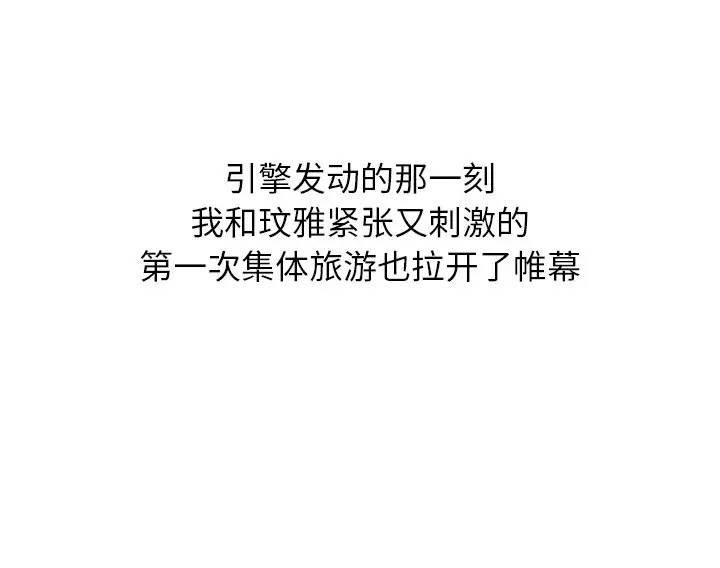 引擎发动的那一刻
我和玟雅紧张又刺激的
第一次集体旅游也拉开了帷幕